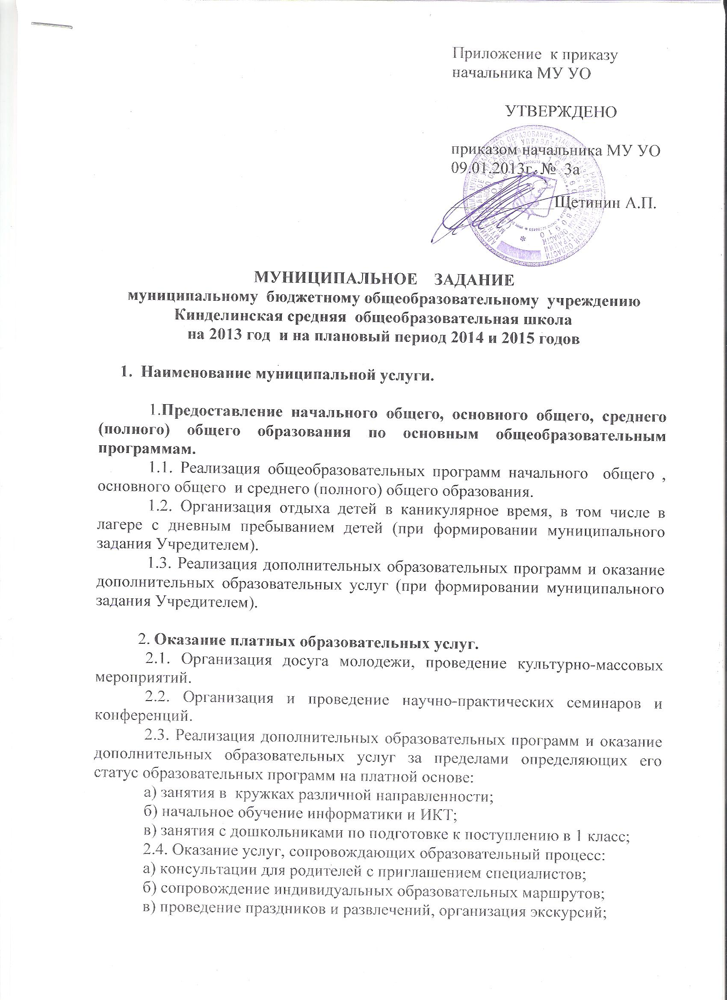 Приложение к приказу
начальника МУ УО
УТВЕРЖДЕНО
приказом начальника МУ УО
09.01.2013г. № 3а
Щетинин А.П.
МУНИЦИПАЛЬНОЕ ЗАДАНИЕ
муниципальному бюджетному общеобразовательному учреждению
Кинделинская средняя общеобразовательная школа
на 2013 год и на плановый период 2014 и 2015 годов
1. Наименование муниципальной услуги.
1.Предоставление начального общего, основного общего, среднего
(полного) общего образования по основным общеобразовательным
программам.
1.1. Реализация общеобразовательных программ начального общего ,
основного общего и среднего (полного) общего образования.
1.2. Организация отдыха детей в каникулярное время, в том числе в
лагере с дневным пребыванием детей (при формировании муниципального
задания Учредителем).
1.3. Реализация дополнительных образовательных программ и оказание
дополнительных образовательных услуг (при формировании муниципального
задания Учредителем).
2. Оказание платных образовательных услуг.
2.1. Организация досуга молодежи, проведение культурно-массовых
мероприятий.
2.2. Организация и проведение научно-практических семинаров и
конференций.
2.3. Реализация дополнительных образовательных программ и оказание
дополнительных образовательных услуг за пределами определяющих его
статус образовательных программ на платной основе:
а) занятия в кружках различной направленности;
б) начальное обучение информатики и ИКТ;
в) занятия с дошкольниками по подготовке к поступлению в 1 класс;
2.4. Оказание услуг, сопровождающих образовательный процесс:
а) консультации для родителей с приглашением специалистов;
б) сопровождение индивидуальных образовательных маршрутов;
в) проведение праздников и развлечений, организация экскурсий;